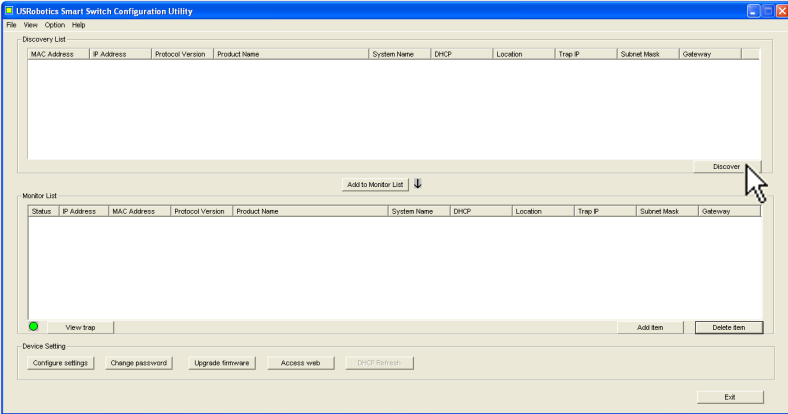 USRobotics Smart Switch Configuration Utility
File View Option Help
Discovery List
MAC Address IP Address Protocol Version Product Name System Name DHCP Location Trap IP Subnet Mask Gateway
Discover
Add to Monitor List
Monitor List
Status IP Address MAC Address Protocol Version Product Name System Name DHCP Location Trap IP Subnet Mask Gateway
View trap Add item Delete item
Device Setting
Configure settings Change password Upgrade firmware Access web DHCP Refresh
Exit